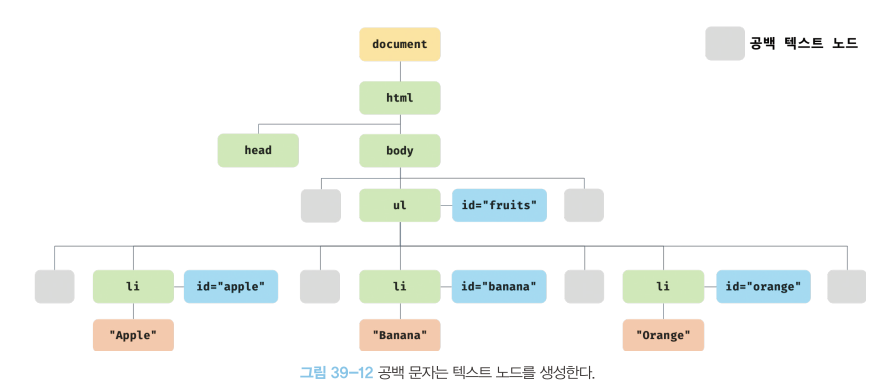 document
공백 텍스트 노드
html
head
body
ul
id="fruits"
li
id="apple"
li
id="banana"
li
id="orange"
"Apple"
"Banana"
"Orange"
그림 39-12 공백 문자는 텍스트 노드를 생성한다.